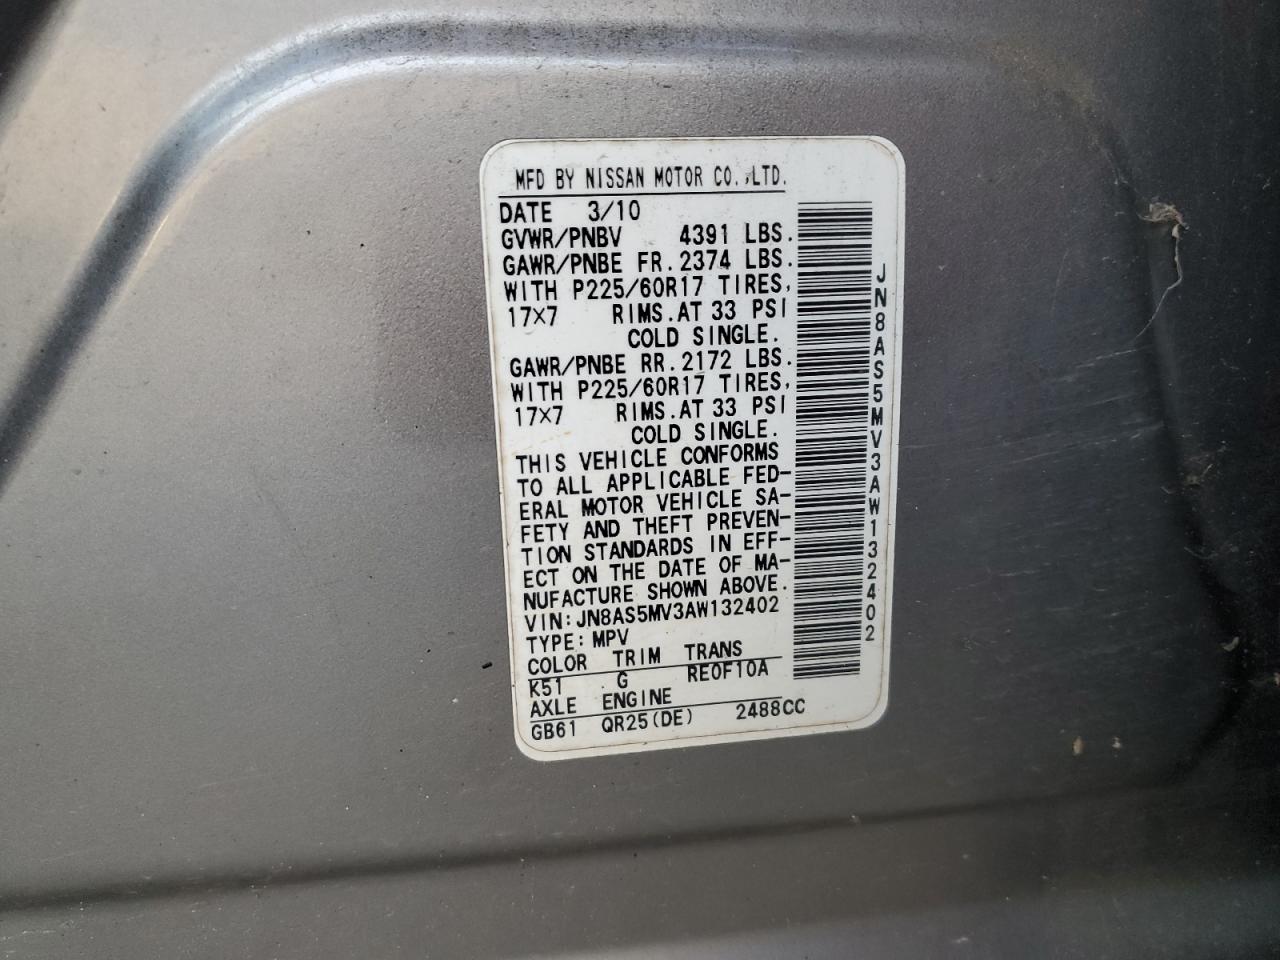 MFD BY NISSAN MOTOR CO.,LTD.
DATE 3/10
GVWR/PNBV 4391 LBS.
GAWR/PNBE FR.2374 LBS.
WITH P225/60R17 TIRES,
17×7 RIMS.AT 33 PSI
COLD SINGLE.
GAWR/PNBE RR.2172 LBS.
WITH P225/60R17 TIRES,
17×7 RIMS.AT 33 PSI
COLD SINGLE.
THIS VEHICLE CONFORMS
TO ALL APPLICABLE FED-
ERAL MOTOR VEHICLE SA-
FETY AND THEFT PREVEN-
TION STANDARDS IN EFF-
ECT ON THE DATE OF MA-
NUFACTURE SHOWN ABOVE.
VIN:JN8AS5MV3AW132402
TYPE:MPV
COLOR TRIM TRANS
K51 G RE0F10A
AXLE ENGINE
GB61 QR25(DE) 2488CC
JN8AS5MV3AW132402